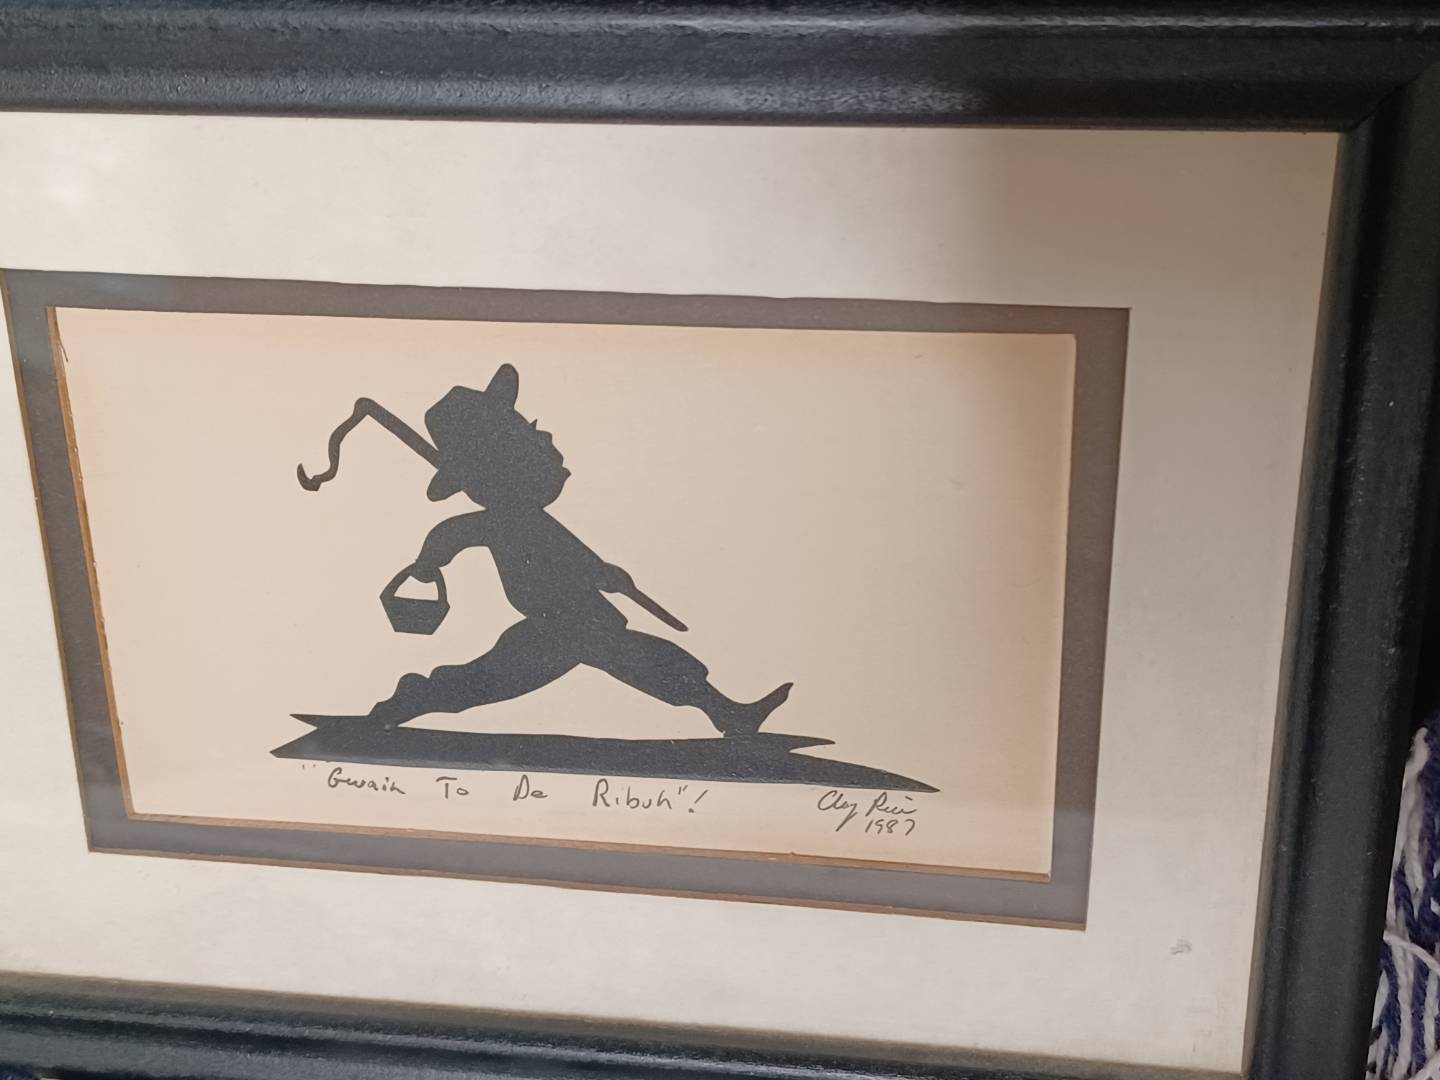 "Gwain To De Ribuh"!
Clay Rice
1987